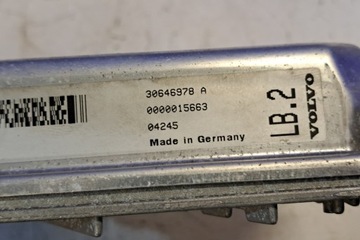 30646978 A
0000015663
04245
Made in Germany
LB.2
VOLVO